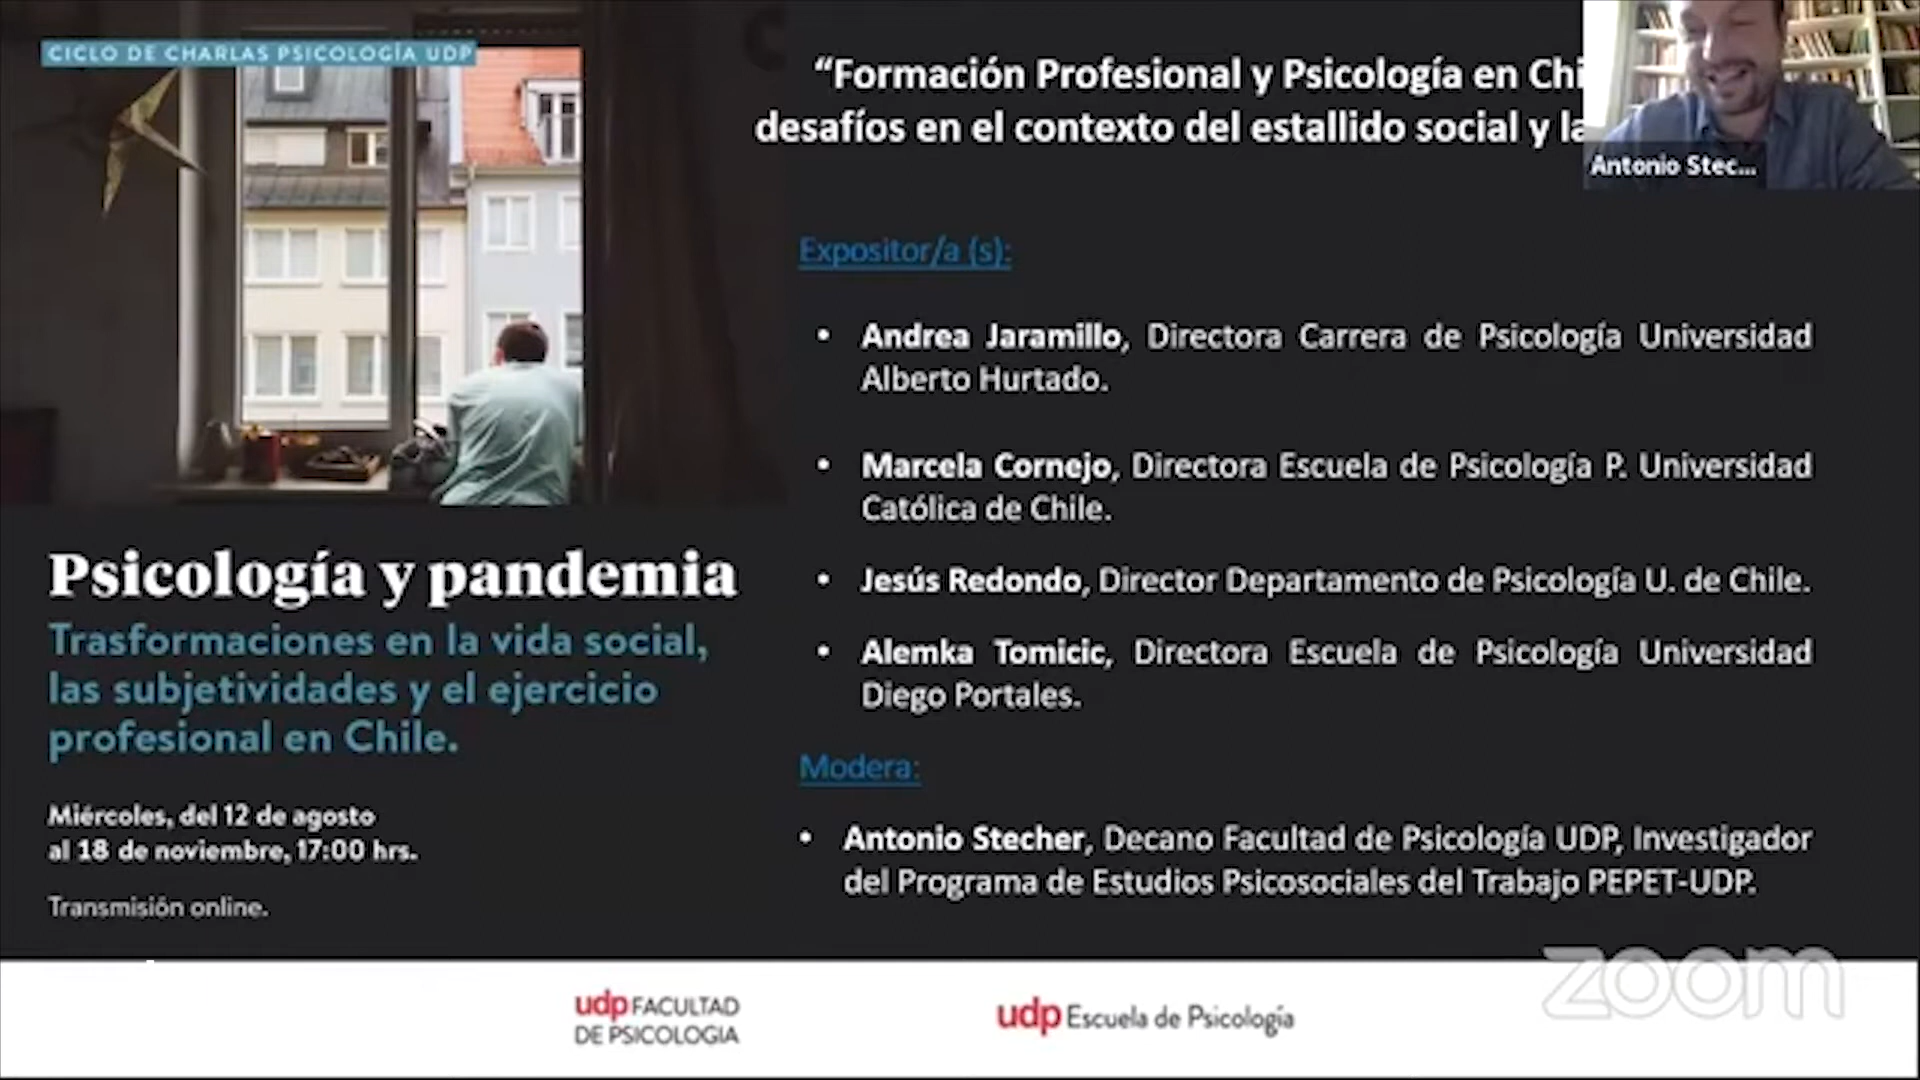 CICLO DE CHARLAS PSICOLOGÍA UDP
“Formación Profesional y Psicología en Chi
desafíos en el contexto del estallido social y la
Antonio Stec...
Expositor/a (s):
• Andrea Jaramillo, Directora Carrera de Psicología Universidad
Alberto Hurtado.
• Marcela Cornejo, Directora Escuela de Psicología P. Universidad
Católica de Chile.
• Jesús Redondo, Director Departamento de Psicología U. de Chile.
• Alemka Tomicic, Directora Escuela de Psicología Universidad
Diego Portales.
Modera:
• Antonio Stecher, Decano Facultad de Psicología UDP, Investigador
del Programa de Estudios Psicosociales del Trabajo PEPET-UDP.
Psicología y pandemia
Trasformaciones en la vida social,
las subjetividades y el ejercicio
profesional en Chile.
Miércoles, del 12 de agosto
al 18 de noviembre, 17:00 hrs.
Transmisión online.
udp FACULTAD
DE PSICOLOGIA
udp Escuela de Psicología
zoom